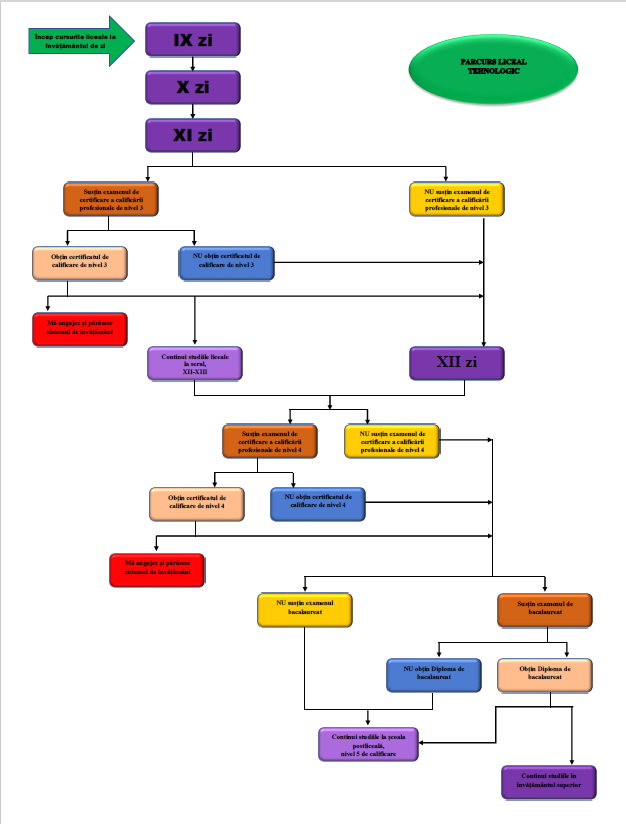 Încep cursurile liceale la
învățământul de zi
IX zi
PARCURS LICEAL
TEHNOLOGIC
X zi
XI zi
Susțin examenul de
certificare a calificării
profesionale de nivel 3
NU susțin examenul de
certificare a calificării
profesionale de nivel 3
Obțin certificatul de
calificare de nivel 3
NU obțin certificatul de
calificare de nivel 3
Mă angajez și părăsesc
sistemul de învățământ
Continui studiile liceale
la seral,
XII-XIII
XII zi
Susțin examenul de
certificare a calificării
profesionale de nivel 4
NU susțin examenul de
certificare a calificării
profesionale de nivel 4
Obțin certificatul de
calificare de nivel 4
NU obțin certificatul de
calificare de nivel 4
Mă angajez și părăsesc
sistemul de învățământ
NU susțin examenul
bacalaureat
Susțin examenul de
bacalaureat
NU obțin Diploma de
bacalaureat
Obțin Diploma de
bacalaureat
Continui studiile la școala
postliceală,
nivel 5 de calificare
Continui studiile în
învățământul superior